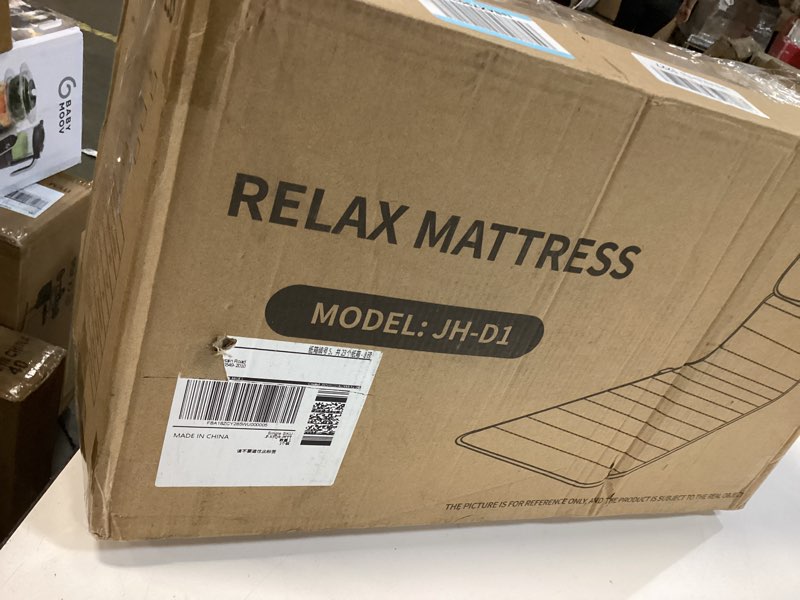 BABY
MOOV
RELAX MATTRESS
MODEL: JH-D1
MADE IN CHINA
THE PICTURE IS FOR REFERENCE ONLY, AND THE PRODUCT IS SUBJECT TO THE REAL OBJECT